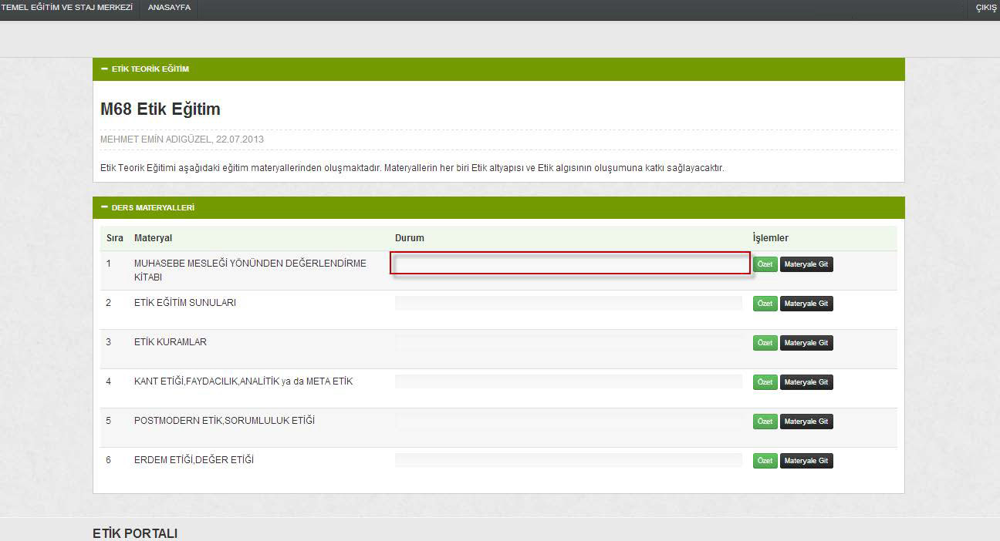 TEMEL EĞİTİM VE STAJ MERKEZİ ANASAYFA ÇIKIŞ
ETİK TEORİK EĞİTİM
M68 Etik Eğitim
MEHMET EMİN ADIGÜZEL, 22.07.2013
Etik Teorik Eğitimi aşağıdaki eğitim materyallerinden oluşmaktadır. Materyallerin her biri Etik altyapısı ve Etik algısının oluşumuna katkı sağlayacaktır.
DERS MATERYALLERİ
Sıra Materyal Durum İşlemler
1 MUHASEBE MESLEĞİ YÖNÜNDEN DEĞERLENDİRME Özet Materyale Git
KİTABI
2 ETİK EĞİTİM SUNULARI Özet Materyale Git
3 ETİK KURAMLAR Özet Materyale Git
4 KANT ETİĞİ,FAYDACILIK,ANALİTİK ya da META ETİK Özet Materyale Git
5 POSTMODERN ETİK,SORUMLULUK ETİĞİ Özet Materyale Git
6 ERDEM ETİĞİ,DEĞER ETİĞİ Özet Materyale Git
ETİK PORTALI